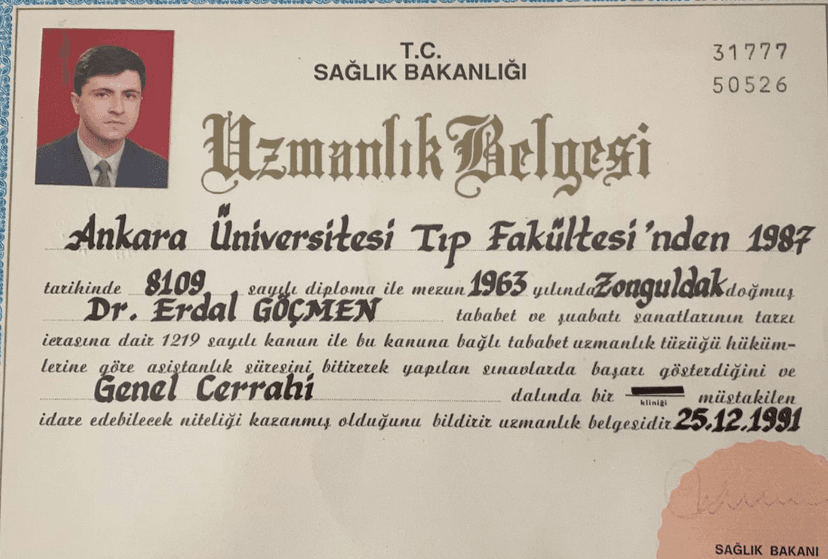 T.C.
SAĞLIK BAKANLIĞI
31777
50526
Uzmanlık Belgesi
Ankara Üniversitesi Tıp Fakültesi'nden 1987
tarihinde 8109 sayılı diploma ile mezun 1963 yılında Zonguldak doğmuş
Dr. Erdal GÖÇMEN tababet ve şuabatı sanatlarının tarzı
icrasına dair 1219 sayılı kanun ile bu kanuna bağlı tababet uzmanlık tüzüğü hüküm-
lerine göre asistanlık süresini bitirerek yapılan sınavlarda başarı gösterdiğini ve
Genel Cerrahi dalında bir kliniği müstakilen
idare edebilecek niteliği kazanmış olduğunu bildirir uzmanlık belgesidir 25.12.1991
SAĞLIK BAKANI